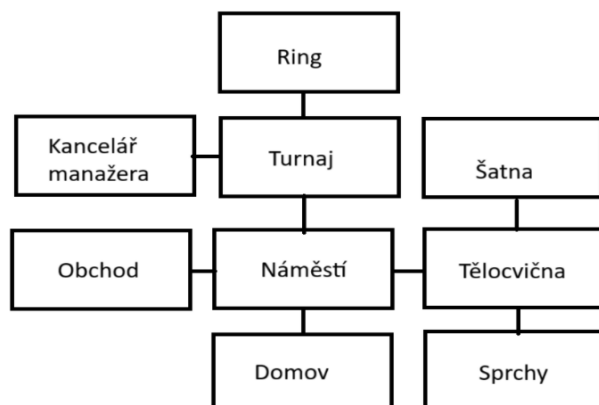 Ring
Kancelář
manažera
Turnaj
Šatna
Obchod
Náměstí
Tělocvična
Domov
Sprchy